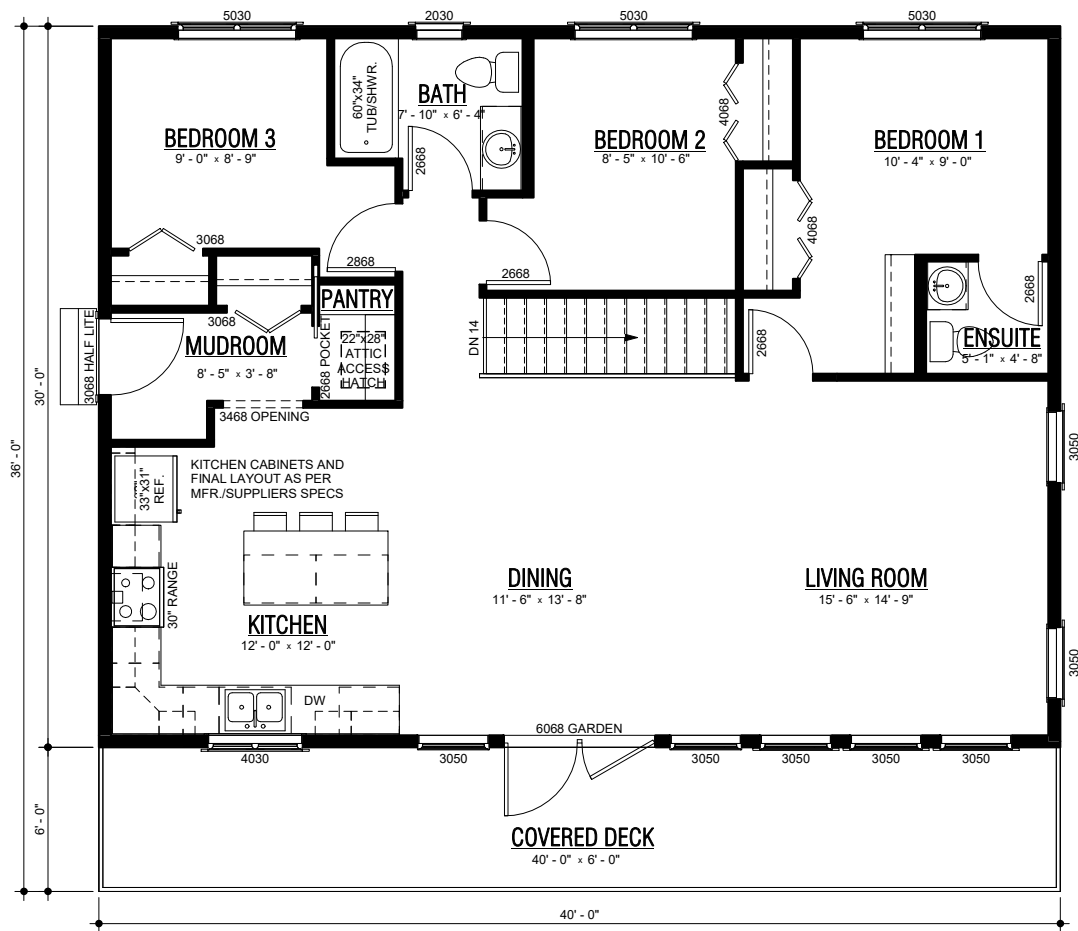 5030
2030
5030
5030
60"x34"
TUB/SHWR.
BATH
7' - 10" x 6' - 4"
2668
BEDROOM 3
9' - 0" x 8' - 9"
BEDROOM 2
8' - 5" x 10' - 6"
4068
BEDROOM 1
10' - 4" x 9' - 0"
4068
3068
2868
2668
2668
PANTRY
22"x28"
ATTIC
ACCESS
HATCH
2668 POCKET
3068
MUDROOM
8' - 5" x 3' - 8"
3068 HALF LITE
DN 14
2668
ENSUITE
5' - 1" x 4' - 8"
30' - 0"
36' - 0"
3468 OPENING
3050
KITCHEN CABINETS AND
FINAL LAYOUT AS PER
MFR./SUPPLIERS SPECS
33"x31"
REF.
30" RANGE
KITCHEN
12' - 0" x 12' - 0"
DINING
11' - 6" x 13' - 8"
LIVING ROOM
15' - 6" x 14' - 9"
3050
DW
6068 GARDEN
4030
3050
3050
3050
3050
3050
6' - 0"
COVERED DECK
40' - 0" x 6' - 0"
40' - 0"